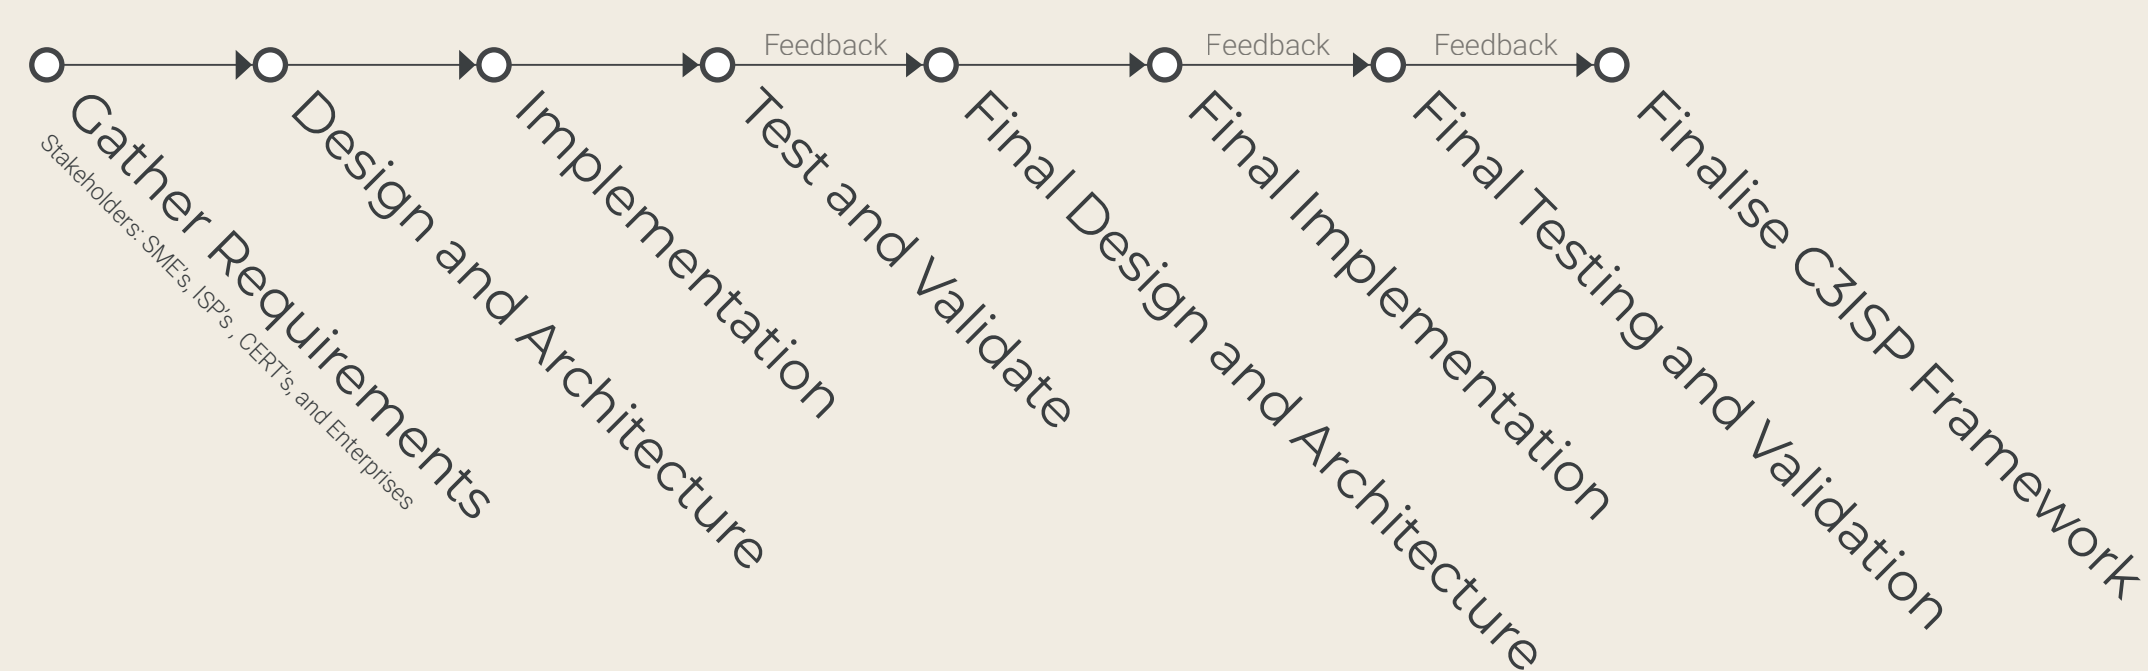 Feedback
Feedback
Feedback
Gather Requirements
Stakeholders: SME's, ISP's , CERT's, and Enterprises
Design and Architecture
Implementation
Test and Validate
Final Design and Architecture
Final Implementation
Final Testing and Validation
Finalise C3ISP Framework